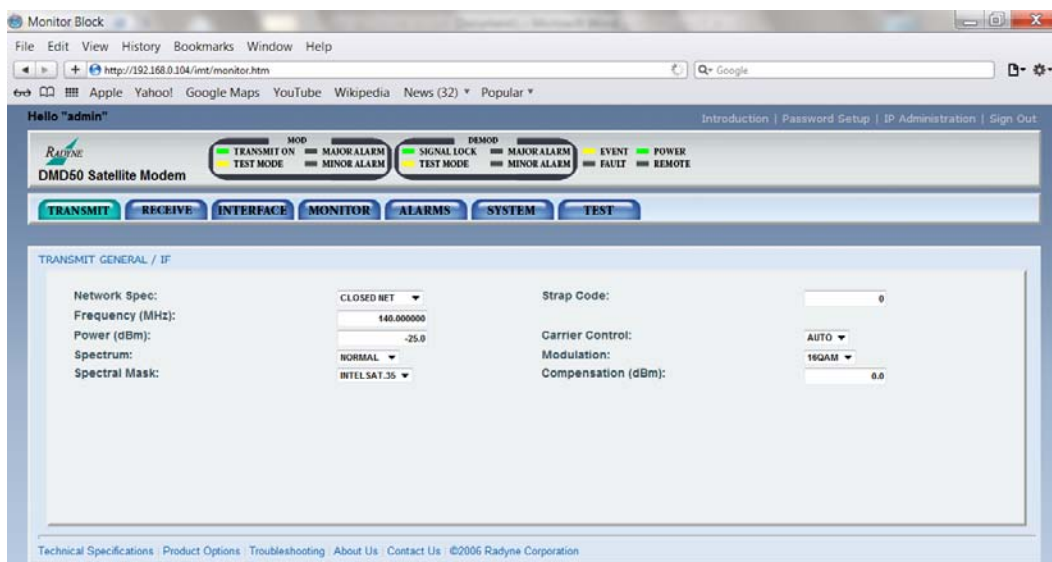 Monitor Block
File Edit View History Bookmarks Window Help
http://192.168.0.104/imt/monitor.htm
Google
Apple Yahoo! Google Maps YouTube Wikipedia News (32) Popular
Hello "admin"
Introduction | Password Setup | IP Administration | Sign Out
RADYNE
DMD50 Satellite Modem
MOD
TRANSMIT ON MAJOR ALARM
TEST MODE MINOR ALARM
DEMOD
SIGNAL LOCK MAJOR ALARM
TEST MODE MINOR ALARM
EVENT POWER
FAULT REMOTE
TRANSMIT RECEIVE INTERFACE MONITOR ALARMS SYSTEM TEST
TRANSMIT GENERAL / IF
Network Spec: CLOSED NET Strap Code: 0
Frequency (MHz): 140.000000
Power (dBm): -25.0 Carrier Control: AUTO
Spectrum: NORMAL Modulation: 16QAM
Spectral Mask: INTELSAT.35 Compensation (dBm): 0.0
Technical Specifications | Product Options | Troubleshooting | About Us | Contact Us | ©2006 Radyne Corporation